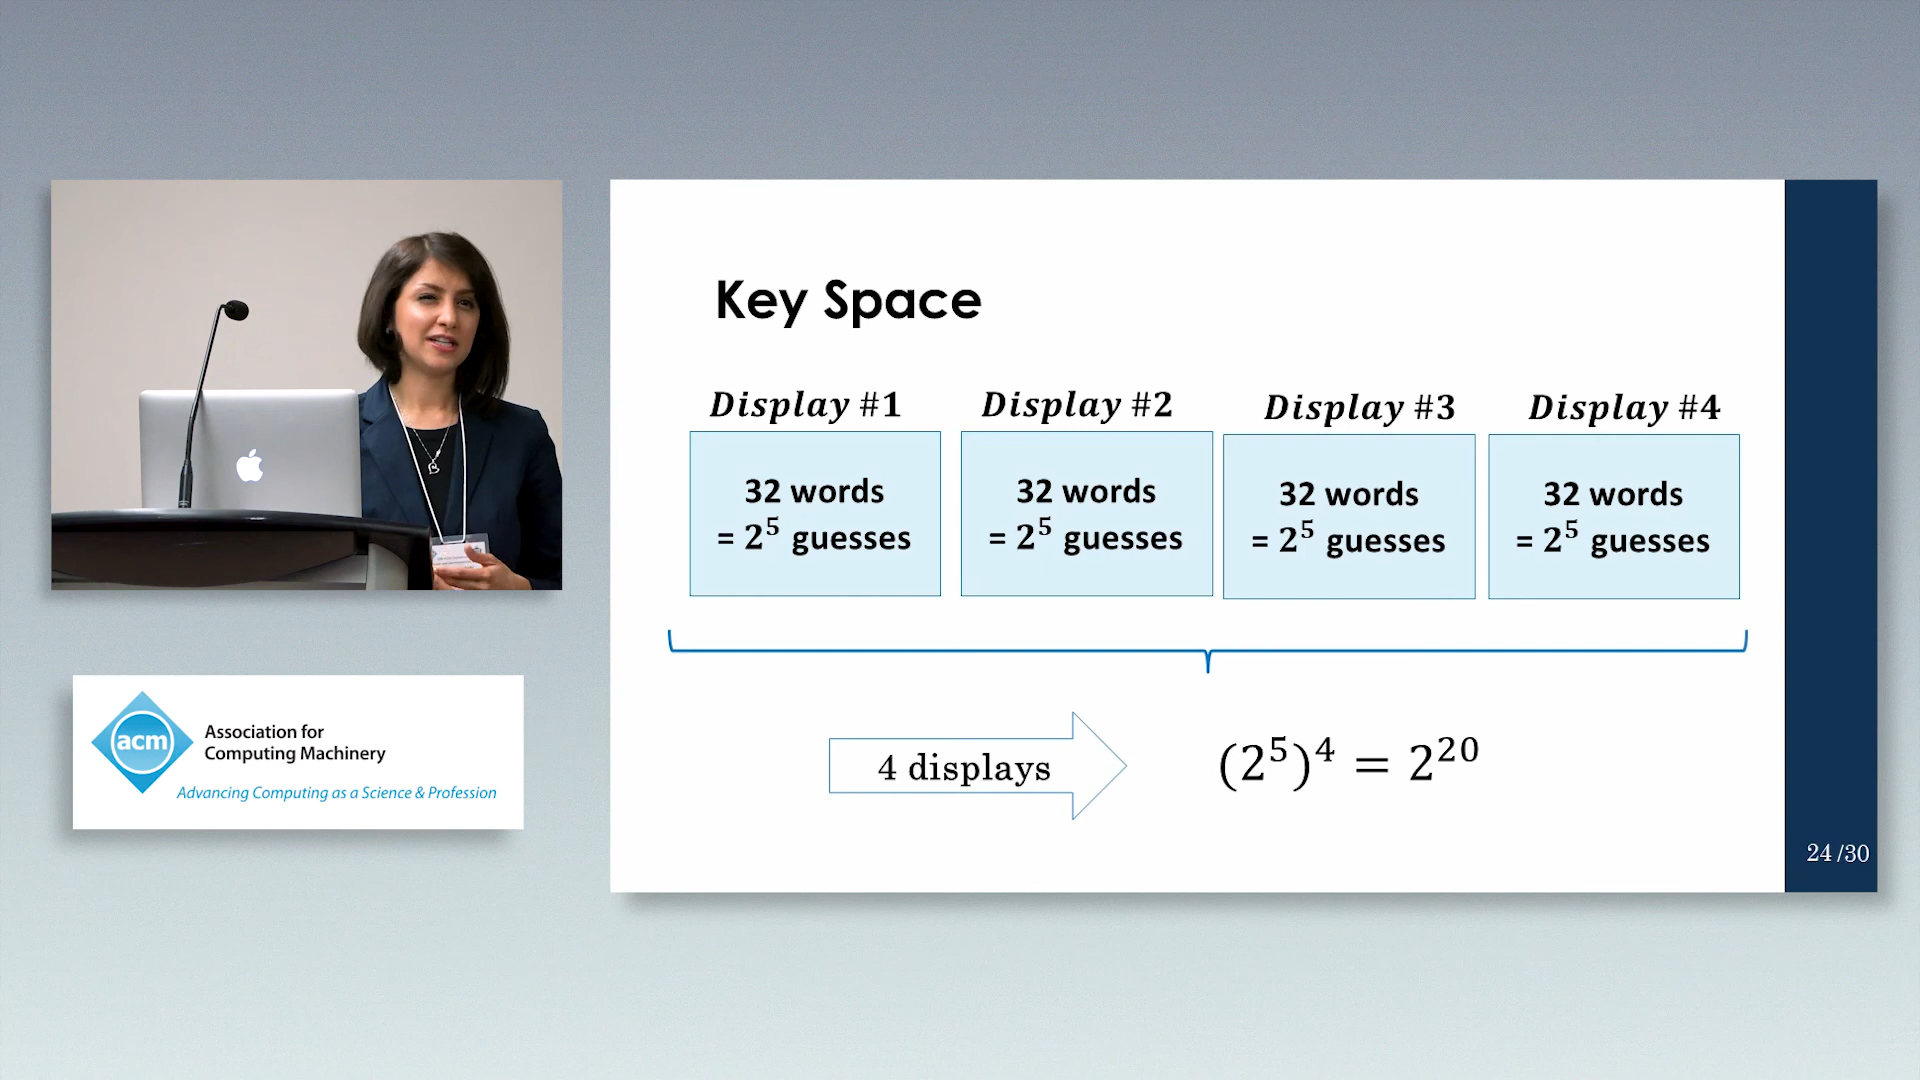 Key Space
Display #1
Display #2
Display #3
Display #4
32 words
= 2⁵ guesses
32 words
= 2⁵ guesses
32 words
= 2⁵ guesses
32 words
= 2⁵ guesses
4 displays
(2⁵)⁴ = 2²⁰
24/30
acm
Association for
Computing Machinery
Advancing Computing as a Science & Profession